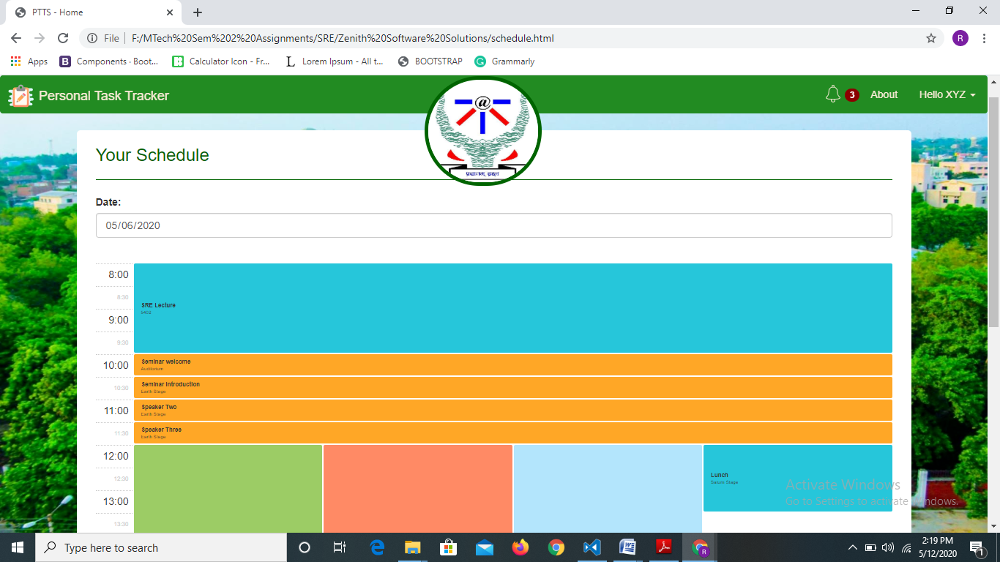 PTTS - Home
File F:/MTech%20Sem%202%20Assignments/SRE/Zenith%20Software%20Solutions/schedule.html
R
Apps
Components · Boot...
Calculator Icon - Fr...
Lorem Ipsum - All t...
BOOTSTRAP
Grammarly
Personal Task Tracker
3
About
Hello XYZ
@
Your Schedule
Date:
05/06/2020
8:00
8:30
SRE Lecture
9:00
9:30
10:00
Seminar welcome
Auditorium
10:30
Seminar Introduction
Earth Stage
11:00
Speaker Two
Earth Stage
11:30
Speaker Three
Earth Stage
12:00
12:30
Lunch
Saturn Stage
13:00
13:30
Activate Windows
Go to Settings to activate Windows.
Type here to search
2:19 PM
5/12/2020
1